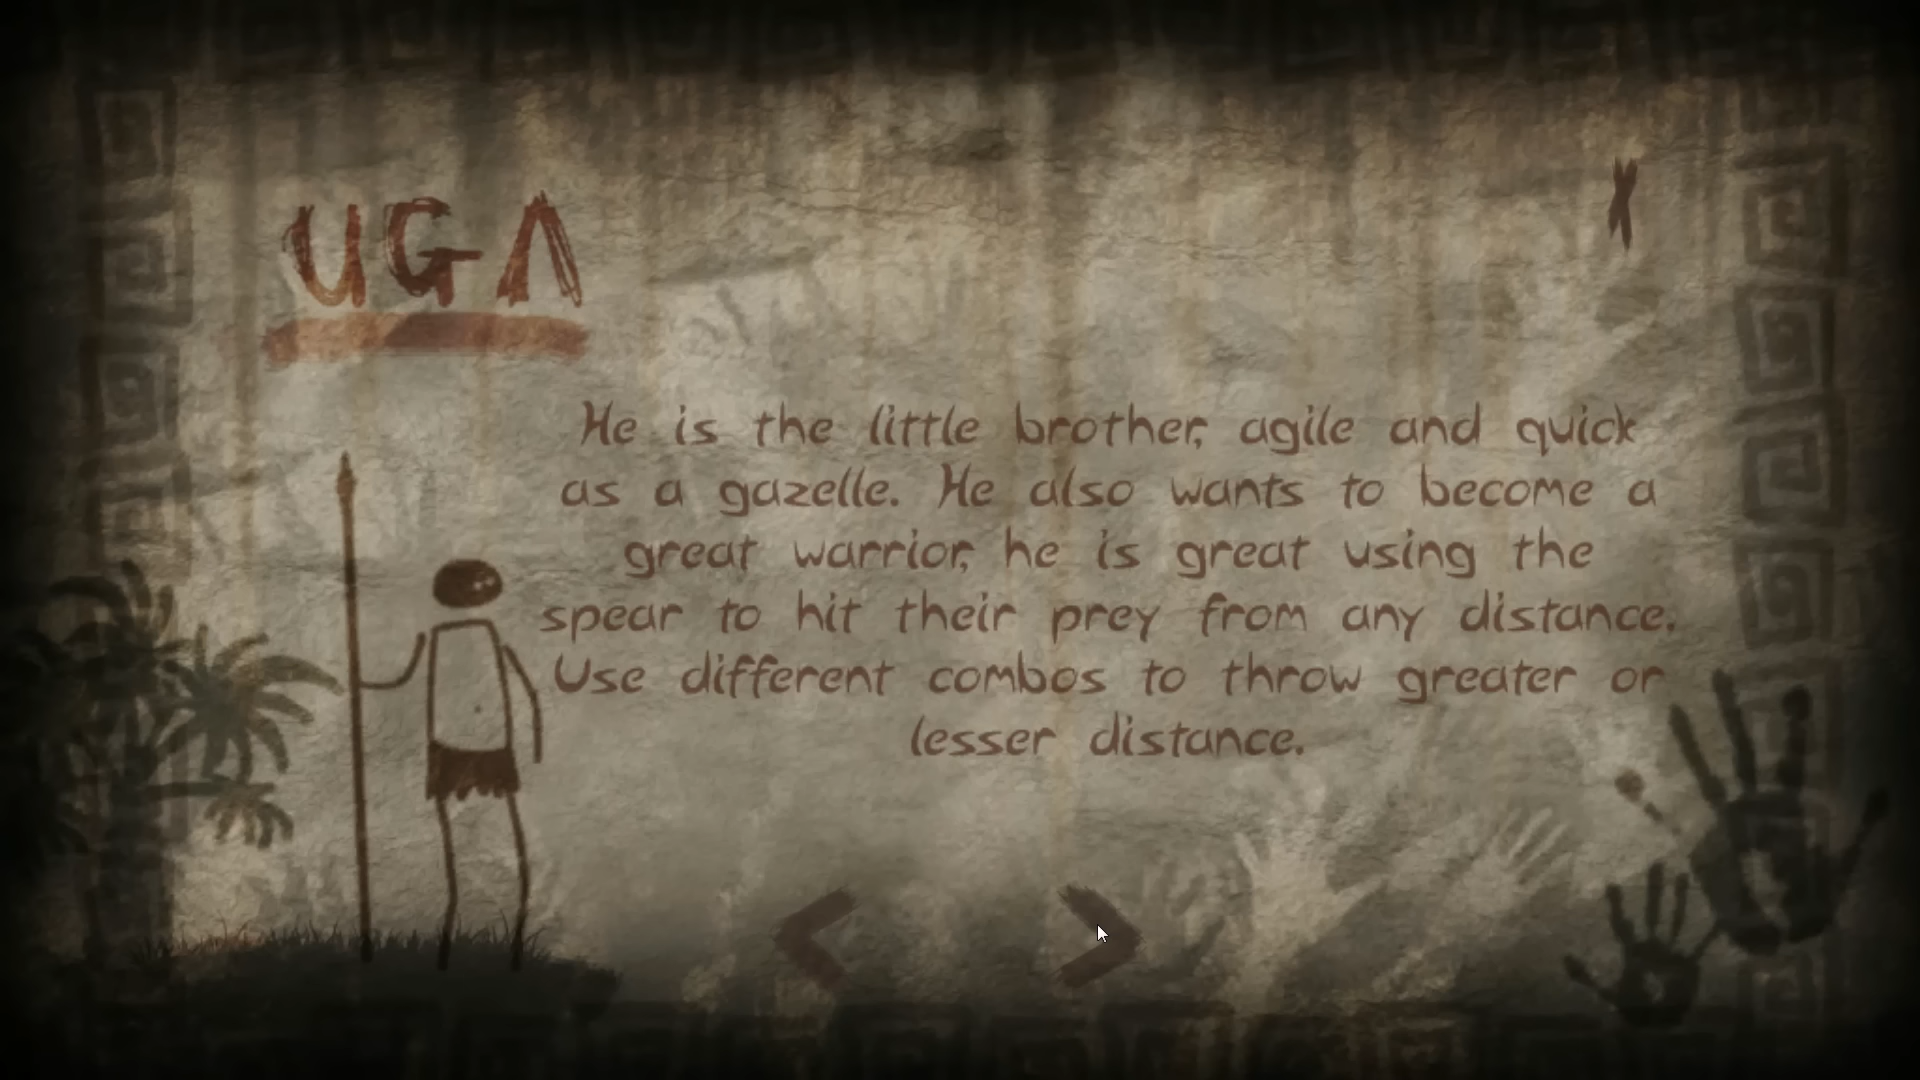 UGA
X
He is the little brother, agile and quick
as a gazelle. He also wants to become a
great warrior, he is great using the
spear to hit their prey from any distance.
Use different combos to throw greater or
lesser distance.